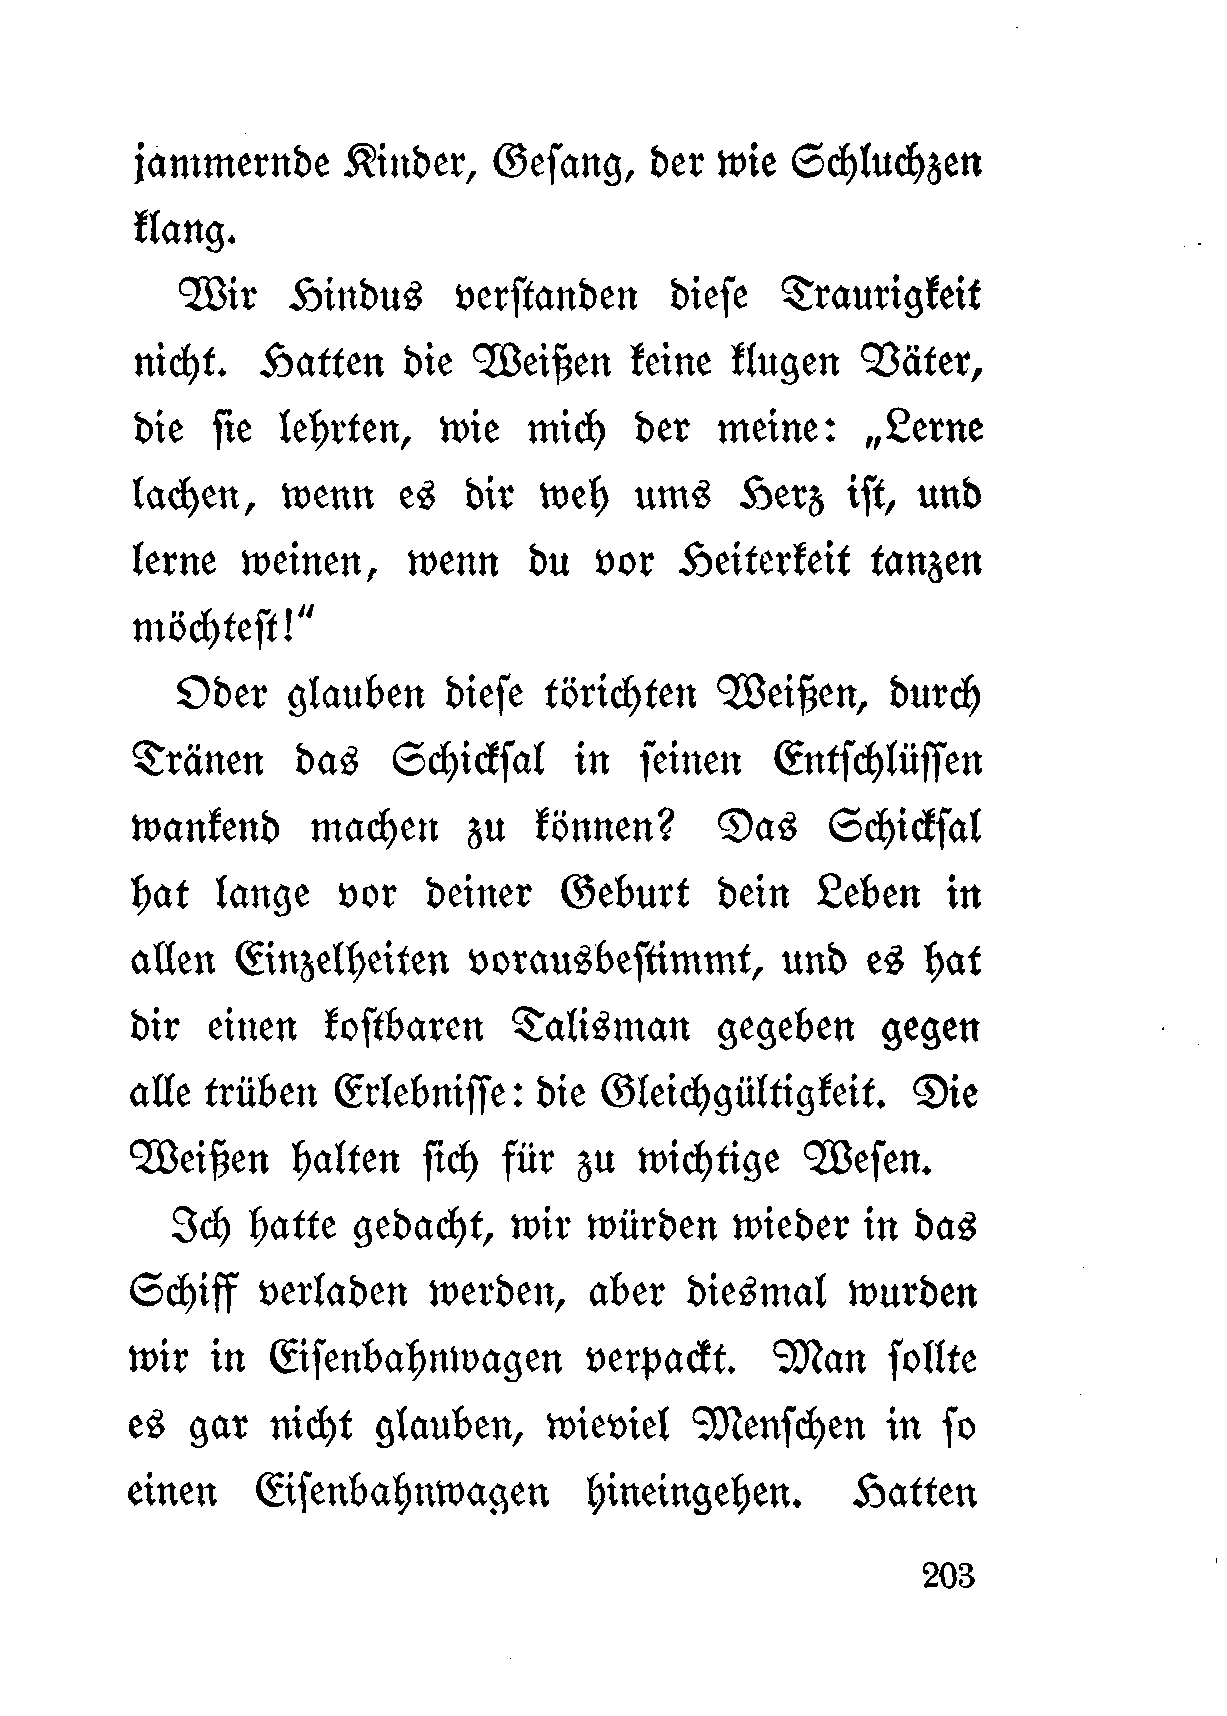 jammernde Kinder, Geſang, der wie Schluchzen
klang.
Wir Hindus verſtanden dieſe Traurigkeit
nicht. Hatten die Weißen keine klugen Väter,
die ſie lehrten, wie mich der meine: „Lerne
lachen, wenn es dir weh ums Herz iſt, und
lerne weinen, wenn du vor Heiterkeit tanzen
möchteſt!“
Oder glauben dieſe törichten Weißen, durch
Tränen das Schickſal in ſeinen Entſchlüſſen
wankend machen zu können? Das Schickſal
hat lange vor deiner Geburt dein Leben in
allen Einzelheiten vorausbeſtimmt, und es hat
dir einen koſtbaren Talisman gegeben gegen
alle trüben Erlebniſſe: die Gleichgültigkeit. Die
Weißen halten ſich für zu wichtige Weſen.
Ich hatte gedacht, wir würden wieder in das
Schiff verladen werden, aber diesmal wurden
wir in Eiſenbahnwagen verpackt. Man ſollte
es gar nicht glauben, wieviel Menſchen in ſo
einen Eiſenbahnwagen hineingehen. Hatten
203